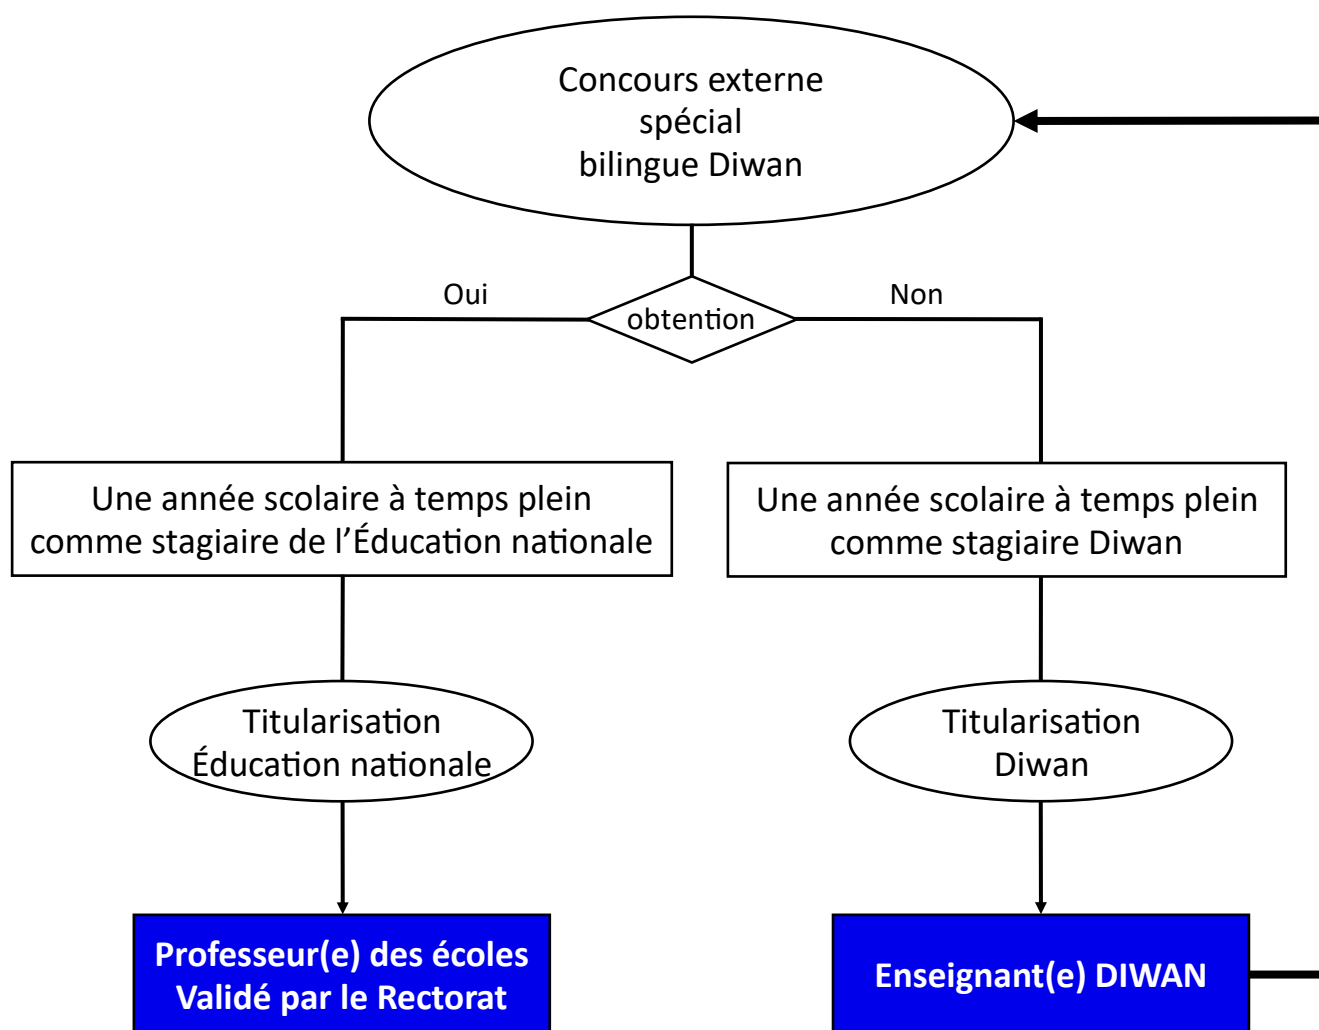 Concours externe
spécial
bilingue Diwan
Oui
Non
obtention
Une année scolaire à temps plein
comme stagiaire de l’Éducation nationale
Une année scolaire à temps plein
comme stagiaire Diwan
Titularisation
Éducation nationale
Titularisation
Diwan
Professeur(e) des écoles
Validé par le Rectorat
Enseignant(e) DIWAN